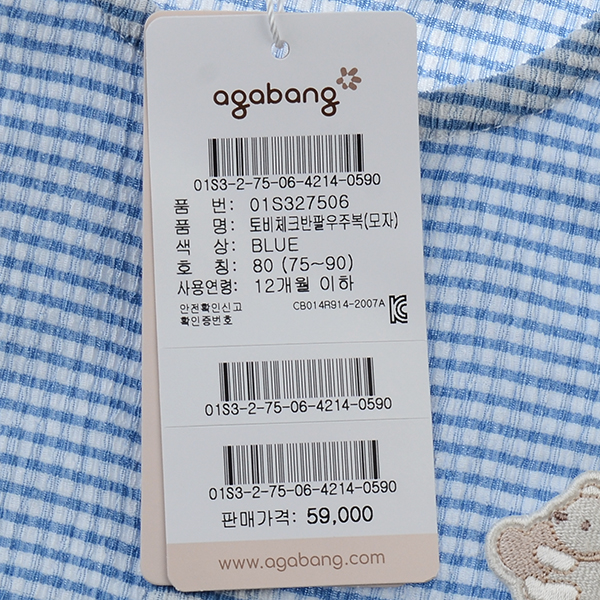 agabang
01S3-2-75-06-4214-0590
품 번: 01S327506
품 명: 토비체크반팔우주복(모자)
색 상: BLUE
호 칭: 80 (75~90)
사용연령: 12개월 이하
안전확인신고 확인증번호 CB014R914-2007A
01S3-2-75-06-4214-0590
01S3-2-75-06-4214-0590
판매가격: 59,000
www.agabang.com